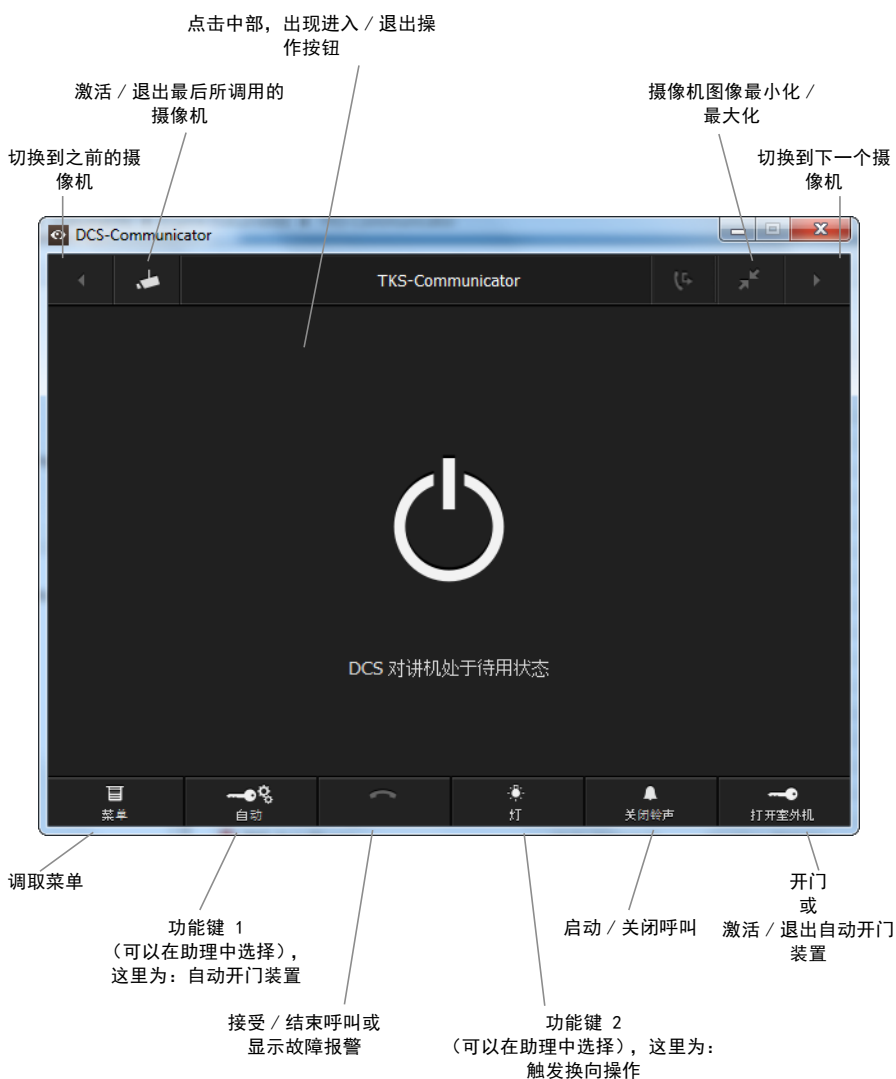 点击中部，出现进入 / 退出操
作按钮
激活 / 退出最后所调用的
摄像机
摄像机图像最小化 /
最大化
切换到之前的摄
像机
切换到下一个摄
像机
DCS-Communicator
TKS-Communicator
DCS 对讲机处于待用状态
菜单
自动
灯
关闭铃声
打开室外机
调取菜单
功能键 1
（可以在助理中选择），
这里为：自动开门装置
启动 / 关闭呼叫
开门
或
激活 / 退出自动开门
装置
接受 / 结束呼叫或
显示故障报警
功能键 2
（可以在助理中选择），这里为：
触发换向操作